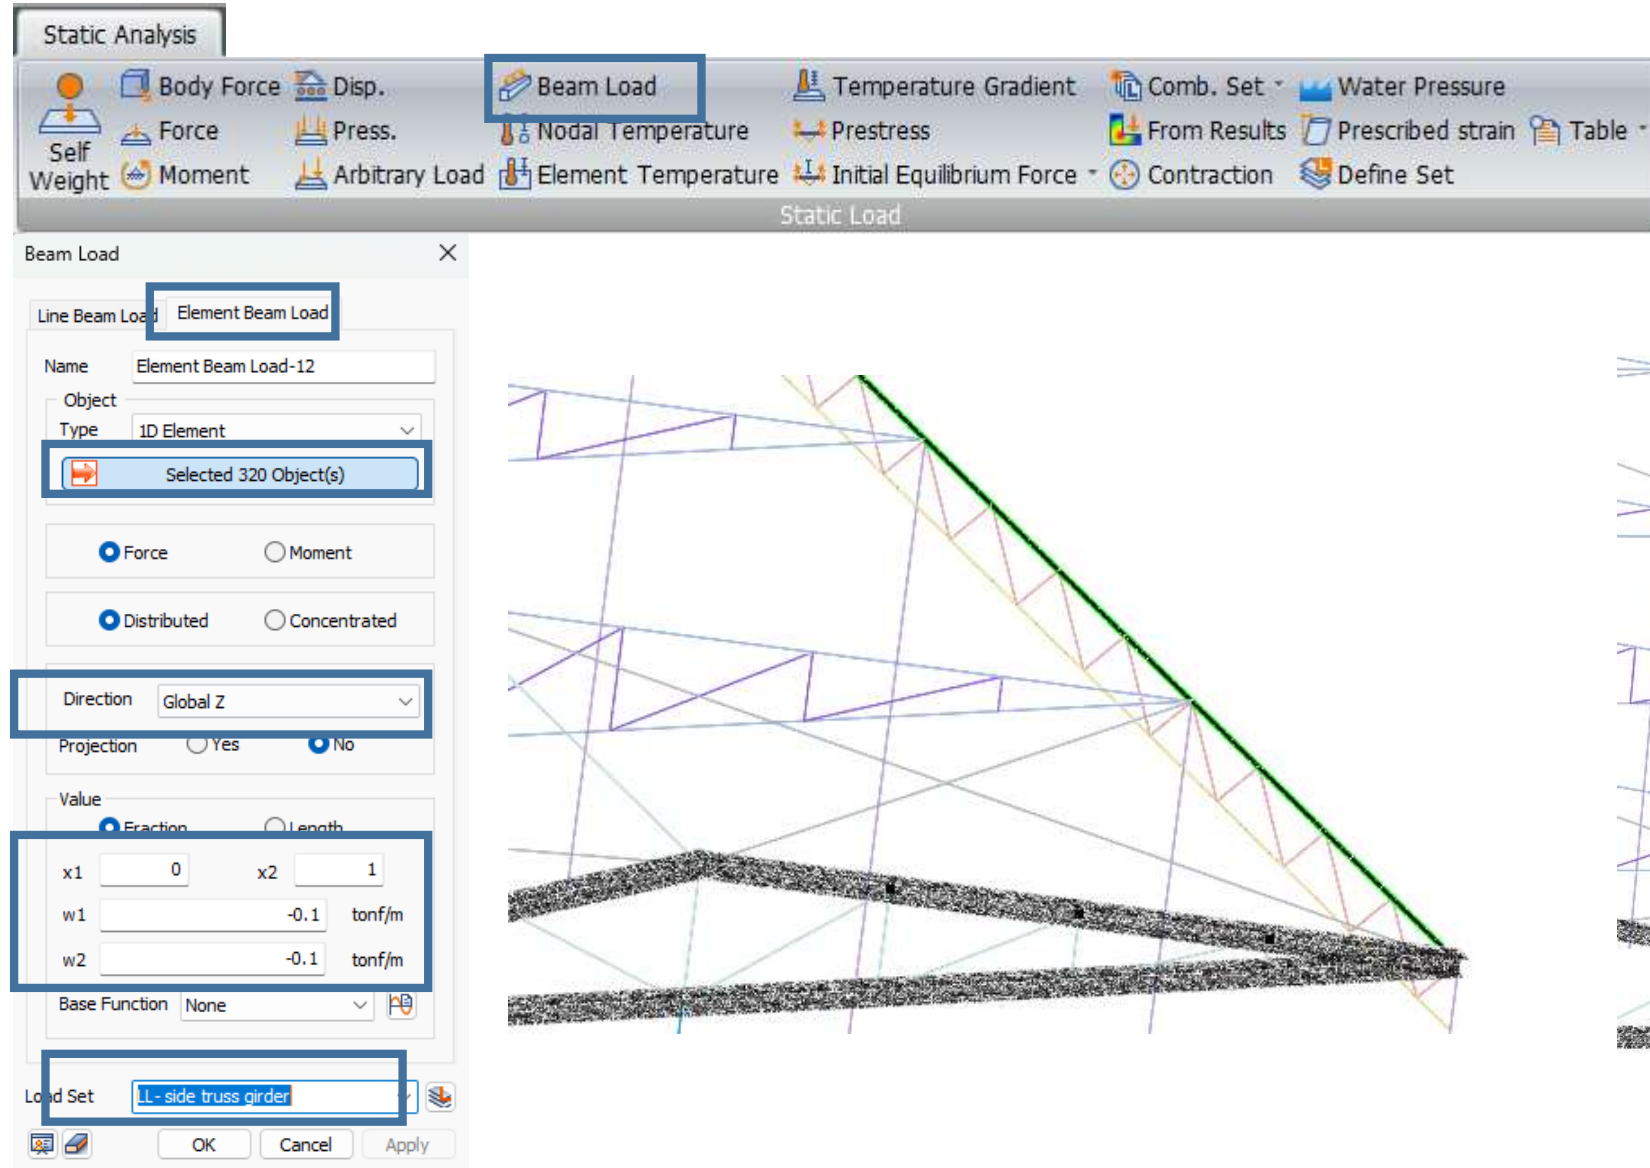 Static Analysis
Body Force Disp. Beam Load Temperature Gradient Comb. Set Water Pressure
Force Press. Nodal Temperature Prestress From Results Prescribed strain Table
Self Weight Moment Arbitrary Load Element Temperature Initial Equilibrium Force Contraction Define Set
Static Load
Beam Load
Line Beam Load Element Beam Load
Name Element Beam Load-12
Object
Type 1D Element
Selected 320 Object(s)
Force Moment
Distributed Concentrated
Direction Global Z
Projection Yes No
Value
Fraction Length
x1 0 x2 1
w1 -0.1 tonf/m
w2 -0.1 tonf/m
Base Function None
Load Set LL- side truss girder
OK Cancel Apply